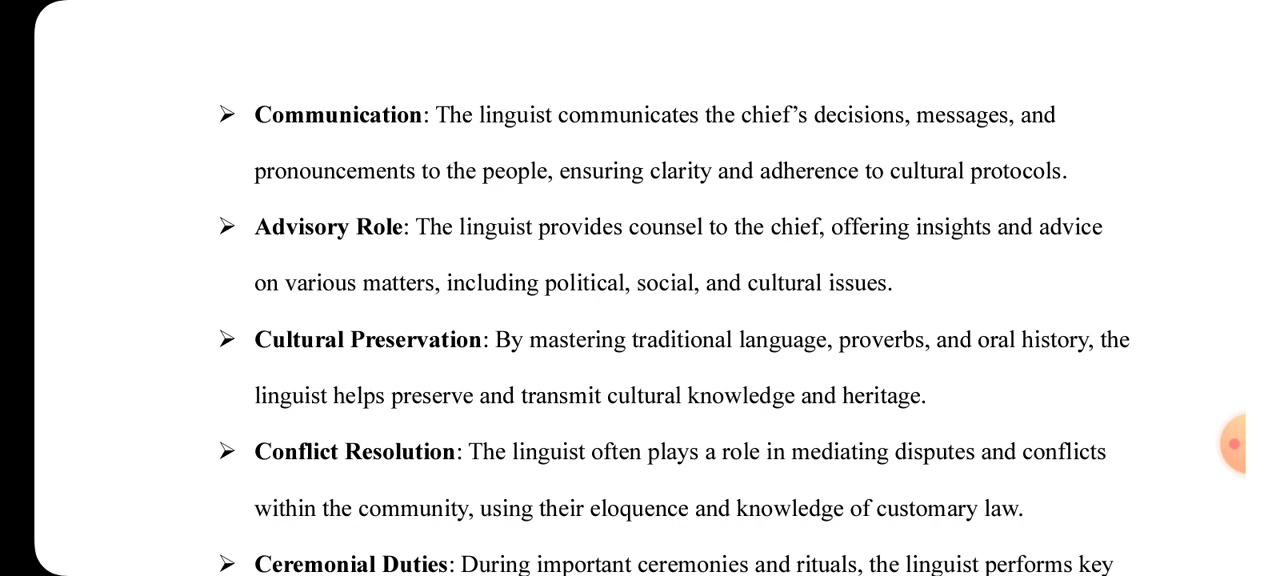 ➢ Communication: The linguist communicates the chief’s decisions, messages, and
pronouncements to the people, ensuring clarity and adherence to cultural protocols.
➢ Advisory Role: The linguist provides counsel to the chief, offering insights and advice
on various matters, including political, social, and cultural issues.
➢ Cultural Preservation: By mastering traditional language, proverbs, and oral history, the
linguist helps preserve and transmit cultural knowledge and heritage.
➢ Conflict Resolution: The linguist often plays a role in mediating disputes and conflicts
within the community, using their eloquence and knowledge of customary law.
➢ Ceremonial Duties: During important ceremonies and rituals, the linguist performs key